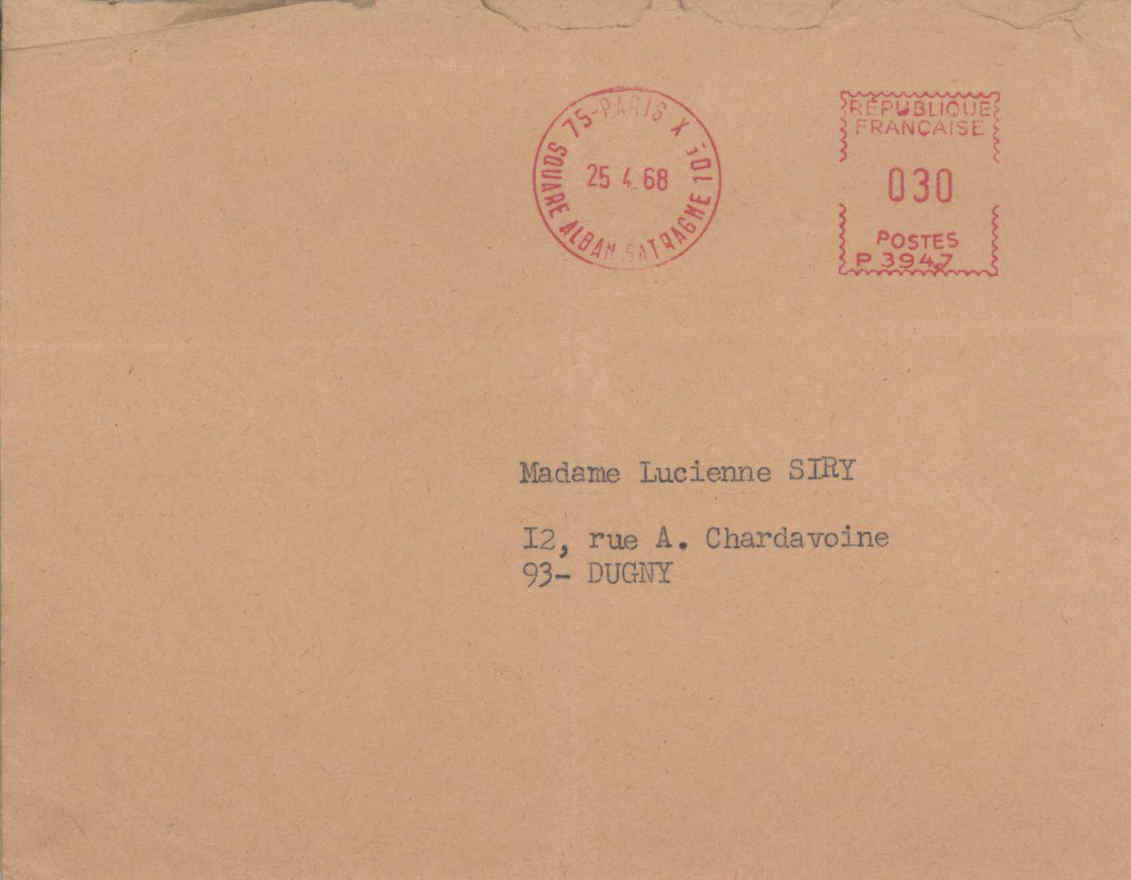 75-PARIS X
25 4 68
SQUARE ALBAN SATRAGNE 10E
RÉPUBLIQUE
FRANÇAISE
030
POSTES
P 3947
Madame Lucienne SIRY
I2, rue A. Chardavoine
93- DUGNY